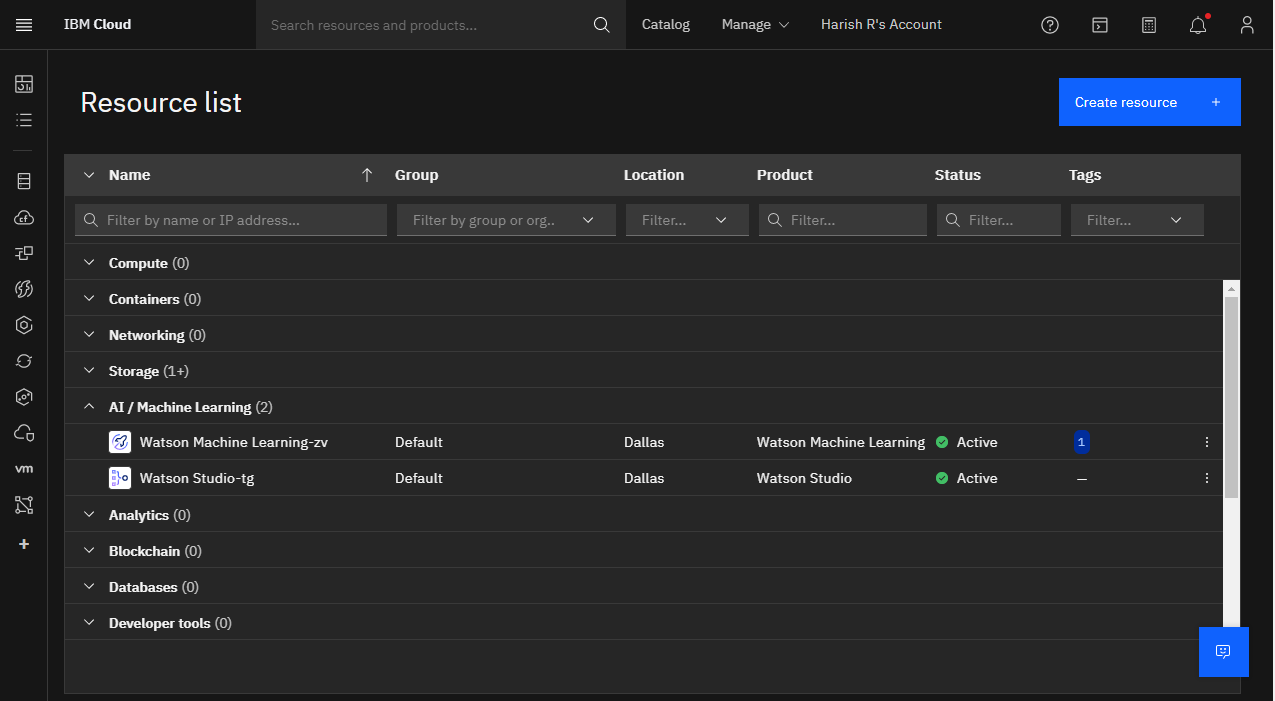 IBM Cloud Search resources and products... Catalog Manage Harish R's Account
Resource list
Create resource +
Name Group Location Product Status Tags
Filter by name or IP address... Filter by group or org.. Filter... Filter... Filter... Filter...
Compute (0)
Containers (0)
Networking (0)
Storage (1+)
AI / Machine Learning (2)
Watson Machine Learning-zv Default Dallas Watson Machine Learning Active 1
Watson Studio-tg Default Dallas Watson Studio Active –
Analytics (0)
Blockchain (0)
Databases (0)
Developer tools (0)
cf
vm